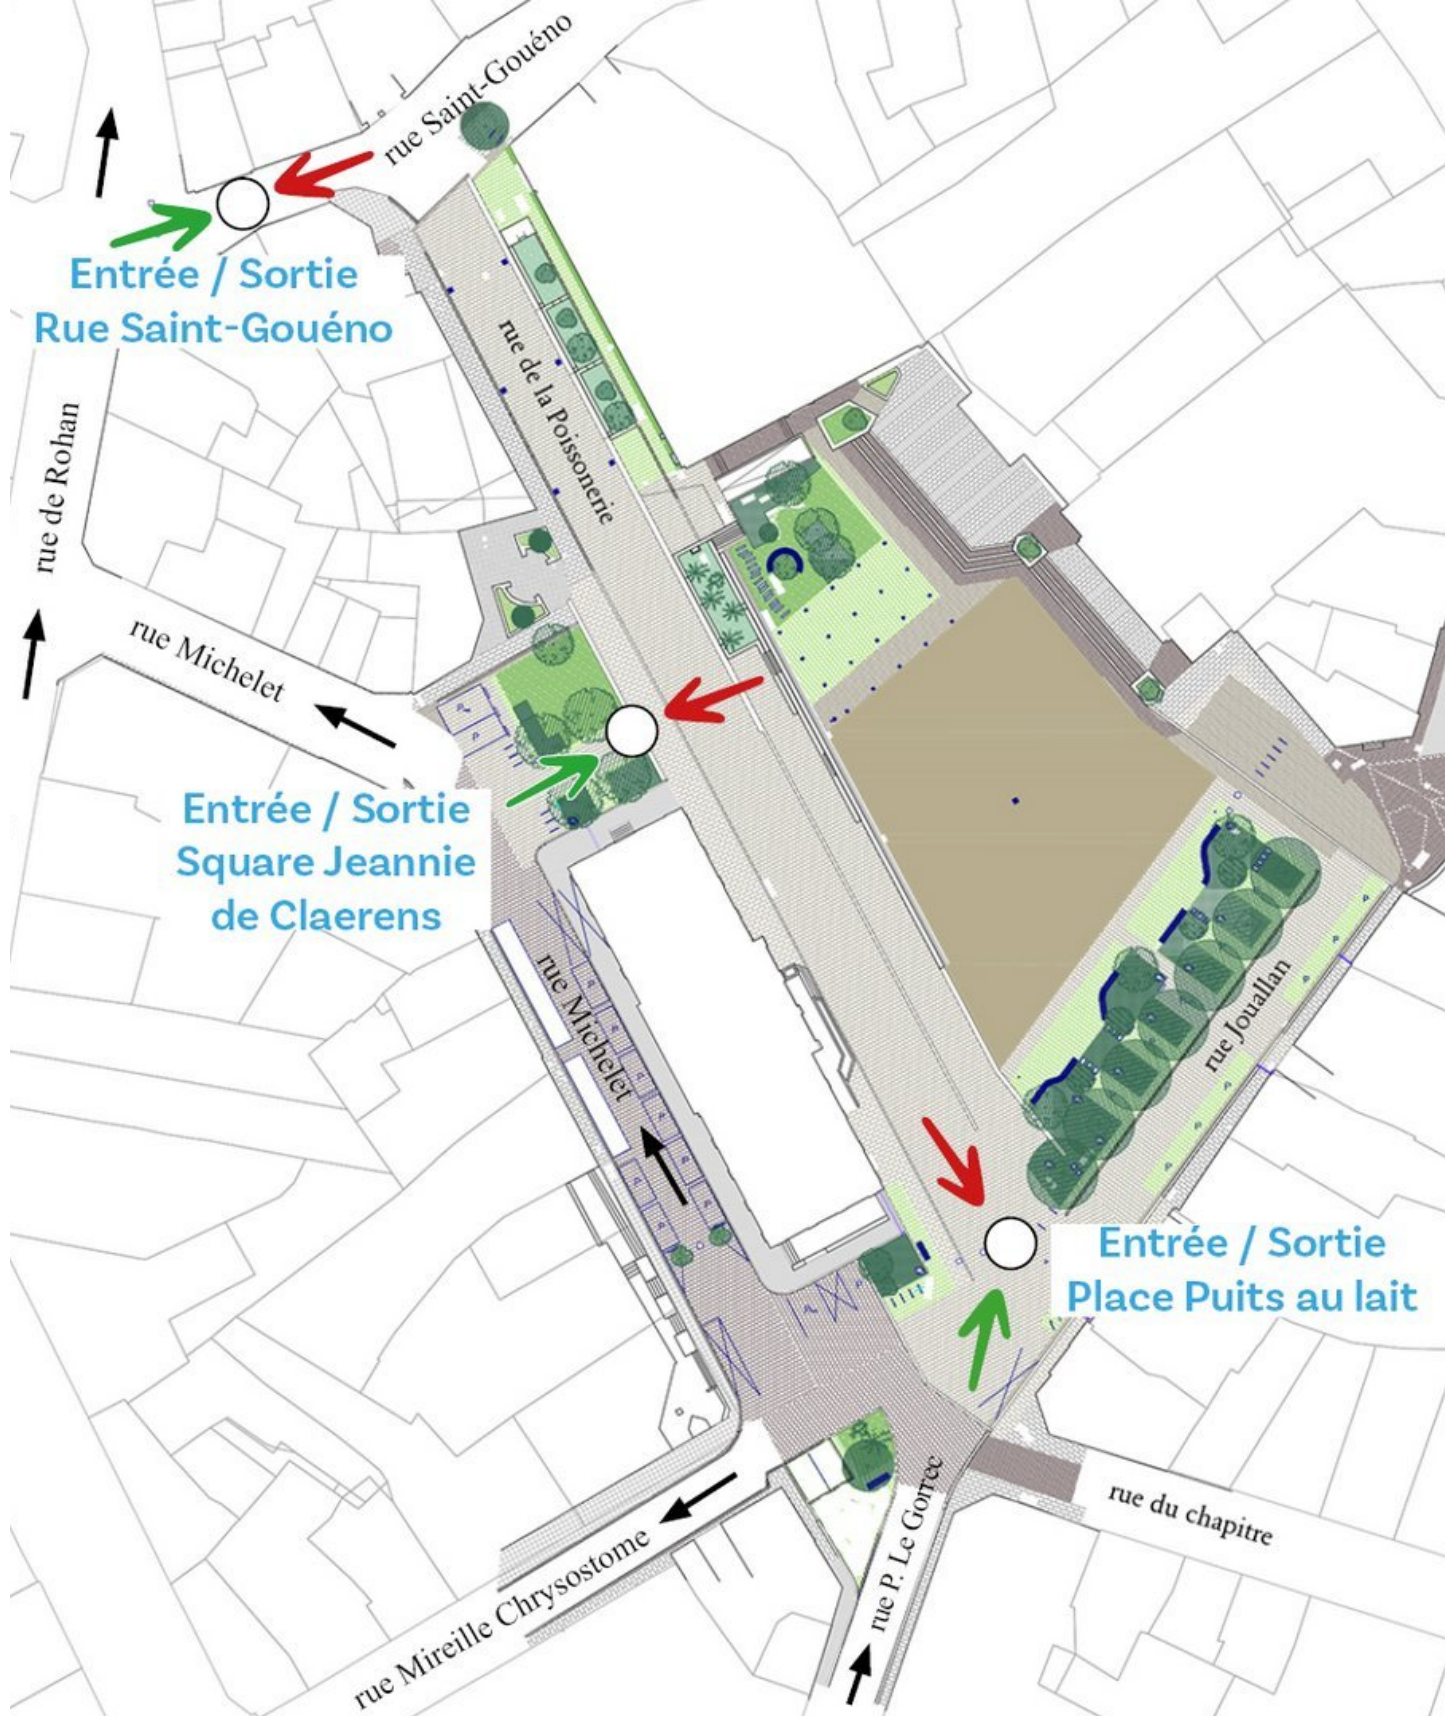 rue Saint-Gouéno
Entrée / Sortie
Rue Saint-Gouéno
rue de la Poissonerie
rue de Rohan
rue Michelet
Entrée / Sortie
Square Jeannie
de Claerens
rue Michelet
rue Jouallan
Entrée / Sortie
Place Puits au lait
rue P. Le Gorrec
rue du chapitre
rue Mireille Chrysostome